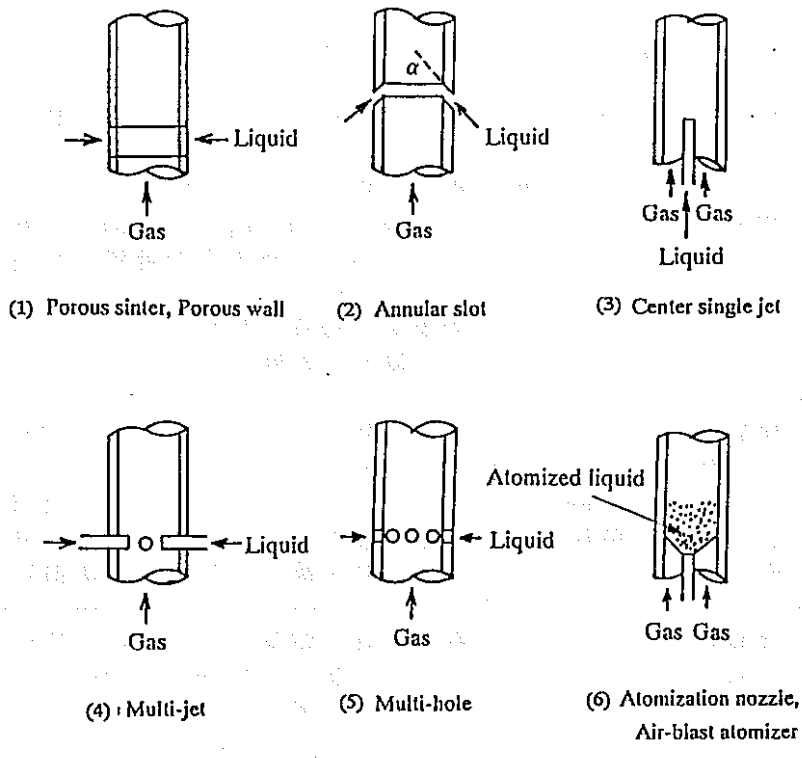 Liquid
Gas
(1) Porous sinter, Porous wall
α
Liquid
Gas
(2) Annular slot
Gas Gas
Liquid
(3) Center single jet
Liquid
Gas
(4) Multi-jet
Liquid
Gas
(5) Multi-hole
Atomized liquid
Gas Gas
(6) Atomization nozzle,
Air-blast atomizer